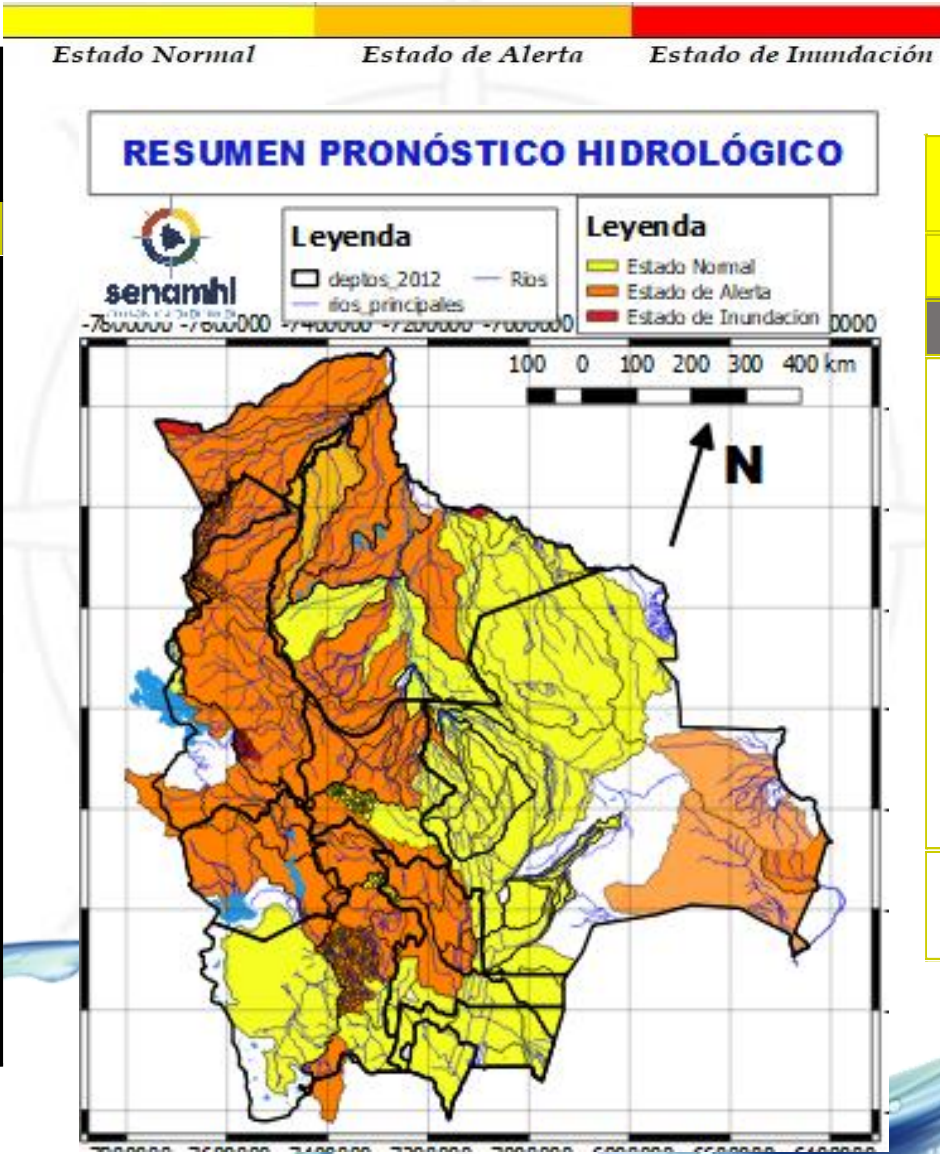 Estado Normal Estado de Alerta Estado de Inundación
RESUMEN PRONÓSTICO HIDROLÓGICO
senamhi
Leyenda
deptos_2012 Rios
rios_principales
Leyenda
Estado Normal
Estado de Alerta
Estado de Inundacion
-7800000 -7600000 -7400000 -7200000 -7000000
100 0 100 200 300 400 km
N